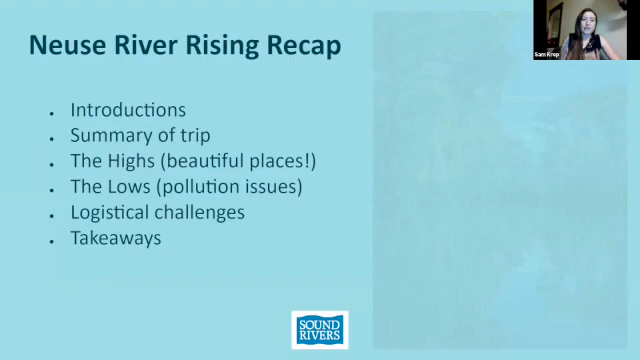 Neuse River Rising Recap
Sam Krop
• Introductions
• Summary of trip
• The Highs (beautiful places!)
• The Lows (pollution issues)
• Logistical challenges
• Takeaways
SOUND
RIVERS